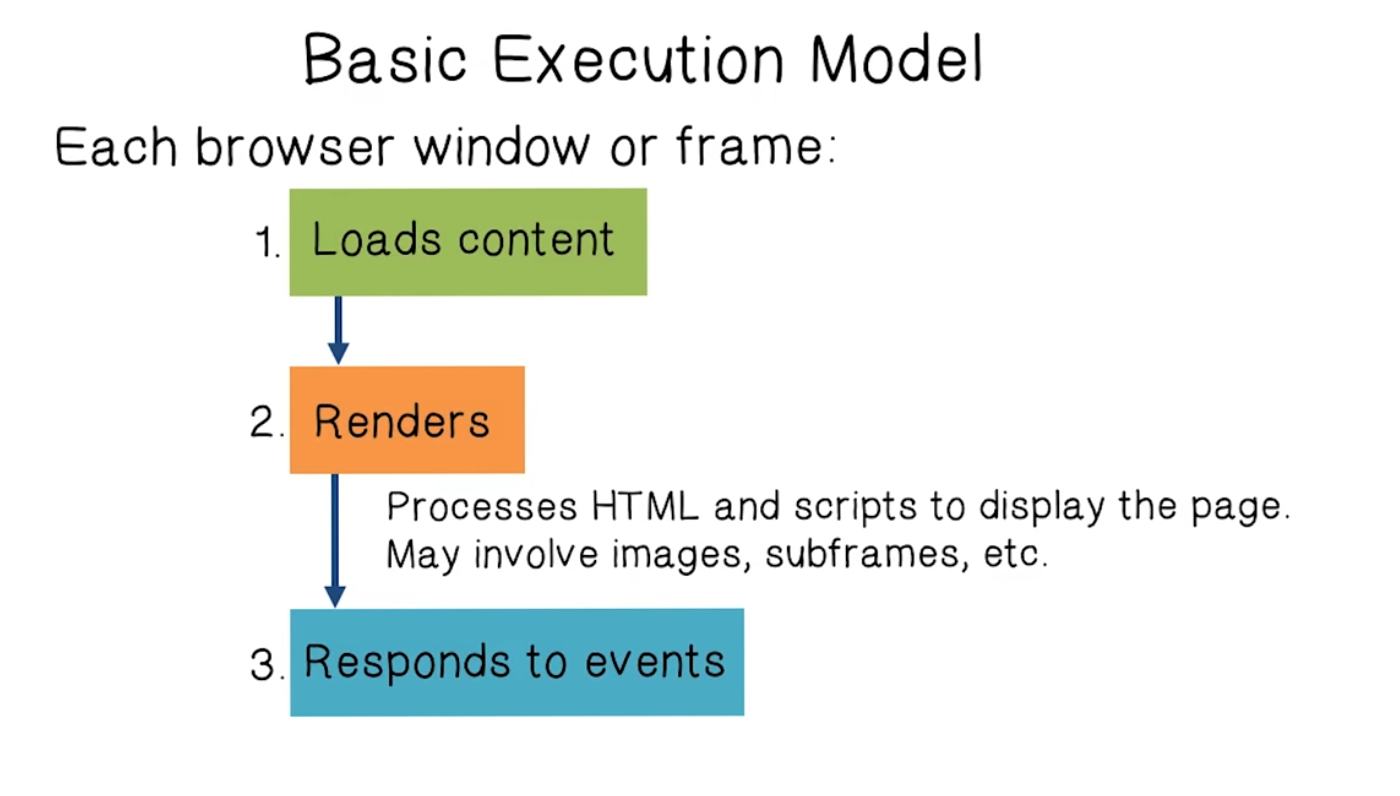 Basic Execution Model
Each browser window or frame:
1. Loads content
2. Renders
Processes HTML and scripts to display the page.
May involve images, subframes, etc.
3. Responds to events